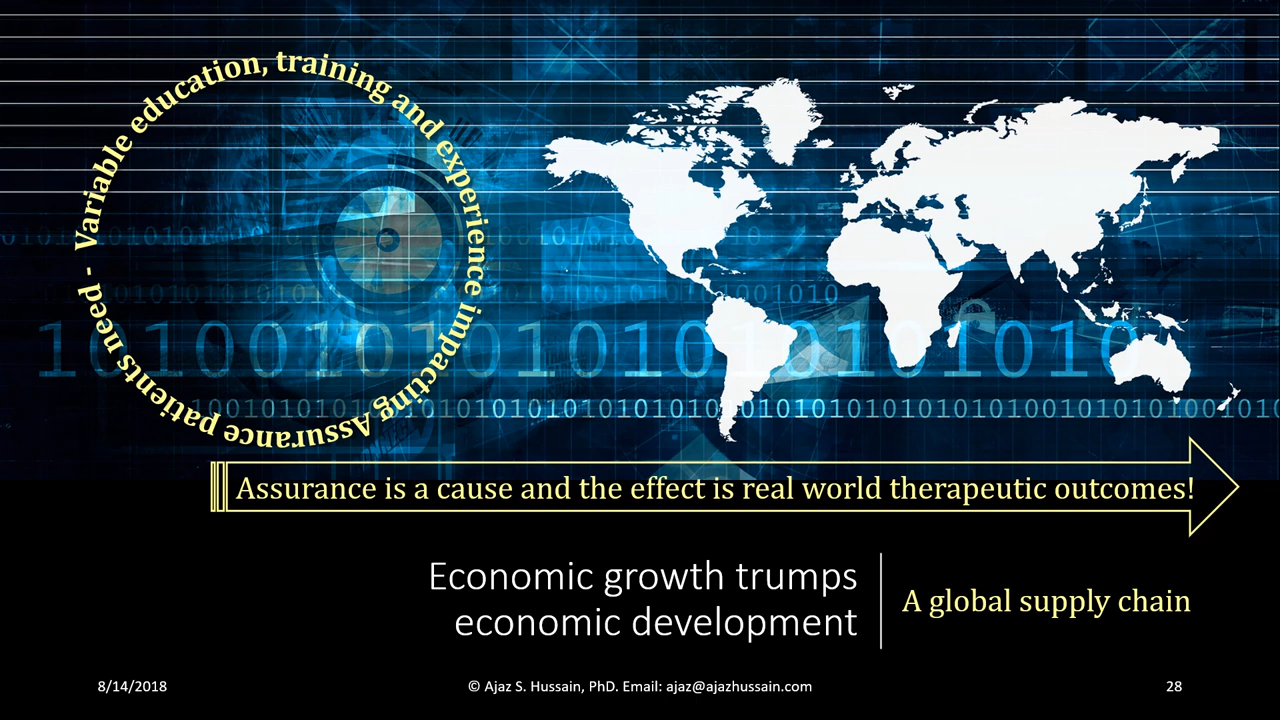 Variable education, training and experience impacting Assurance patients need -
1010010101010101010101010
10010101010101010101010101010101010101010010101010010101
Assurance is a cause and the effect is real world therapeutic outcomes!
Economic growth trumps
economic development
A global supply chain
8/14/2018
© Ajaz S. Hussain, PhD. Email: ajaz@ajazhussain.com
28